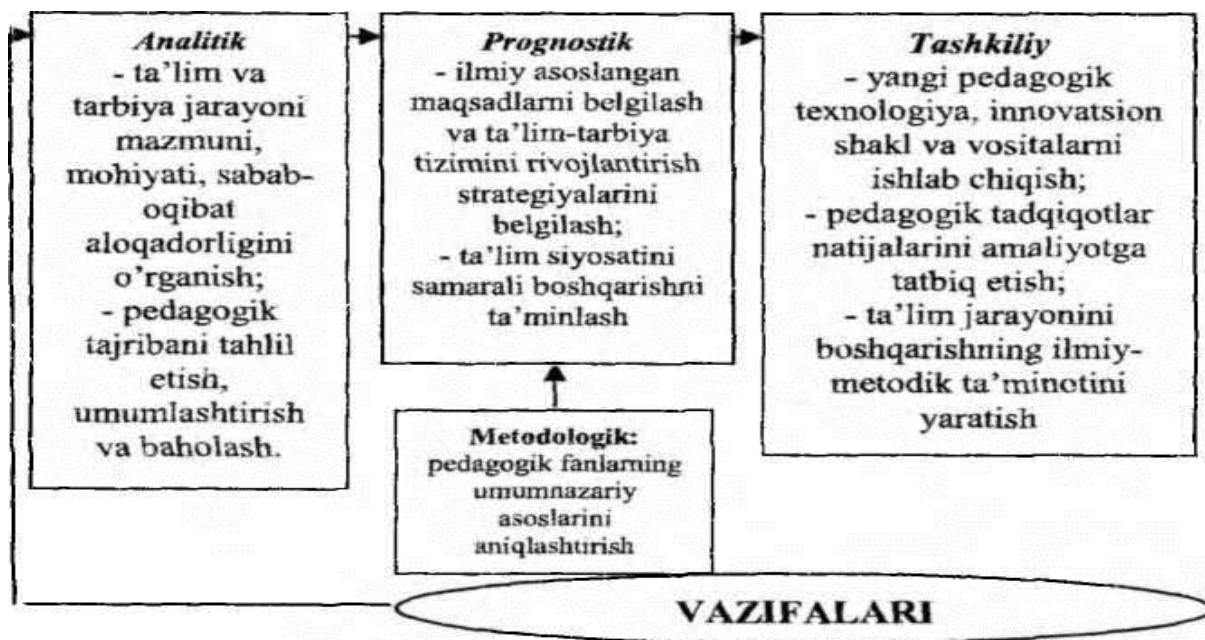 Analitik
- ta’lim va
tarbiya jarayoni
mazmuni,
mohiyati, sabab-
oqibat
aloqadorligini
o’rganish;
- pedagogik
tajribani tahlil
etish,
umumlashtirish
va baholash.
Prognostik
- ilmiy asoslangan
maqsadlarni belgilash
va ta’lim-tarbiya
tizimini rivojlantirish
strategiyalarini
belgilash;
- ta’lim siyosatini
samarali boshqarishni
ta’minlash
Tashkiliy
- yangi pedagogik
texnologiya, innovatsion
shakl va vositalarni
ishlab chiqish;
- pedagogik tadqiqotlar
natijalarini amaliyotga
tatbiq etish;
- ta’lim jarayonini
boshqarishning ilmiy-
metodik ta’minotini
yaratish
Metodologik:
pedagogik fanlarning
umumnazariy
asoslarini
aniqlashtirish
VAZIFALARI